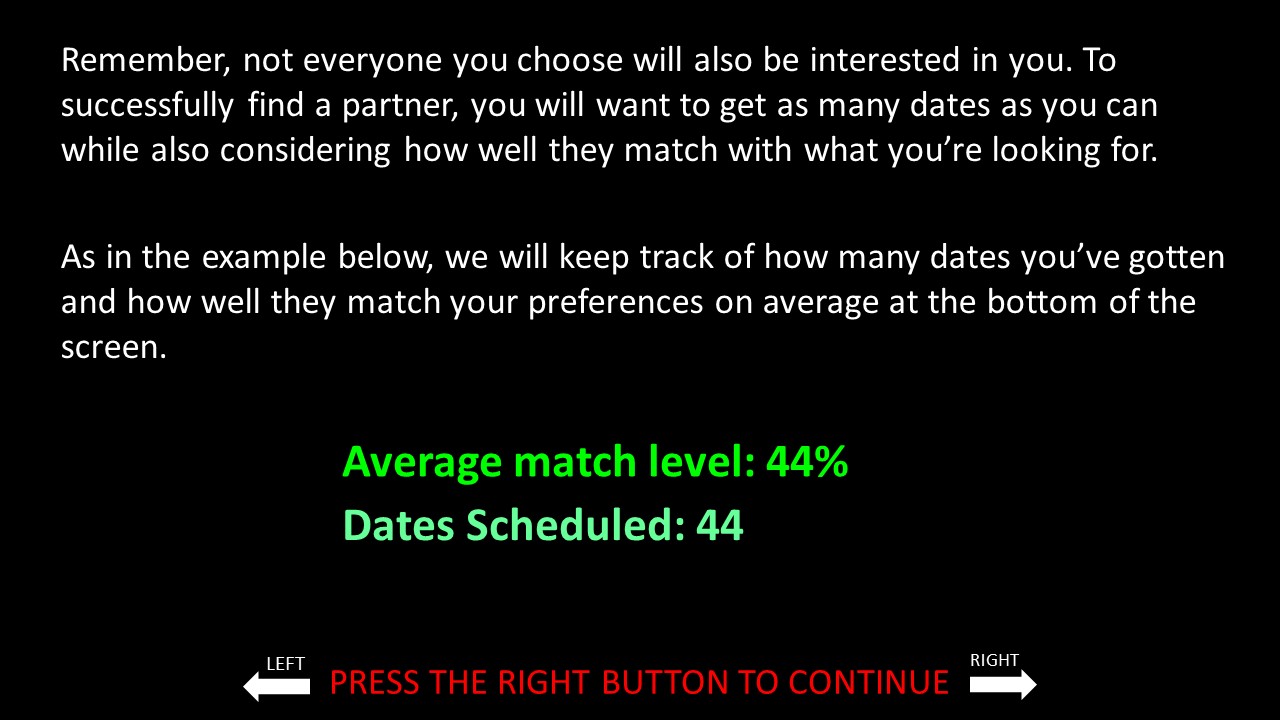 Remember, not everyone you choose will also be interested in you. To
successfully find a partner, you will want to get as many dates as you can
while also considering how well they match with what you’re looking for.
As in the example below, we will keep track of how many dates you’ve gotten
and how well they match your preferences on average at the bottom of the
screen.
Average match level: 44%
Dates Scheduled: 44
LEFT
PRESS THE RIGHT BUTTON TO CONTINUE
RIGHT